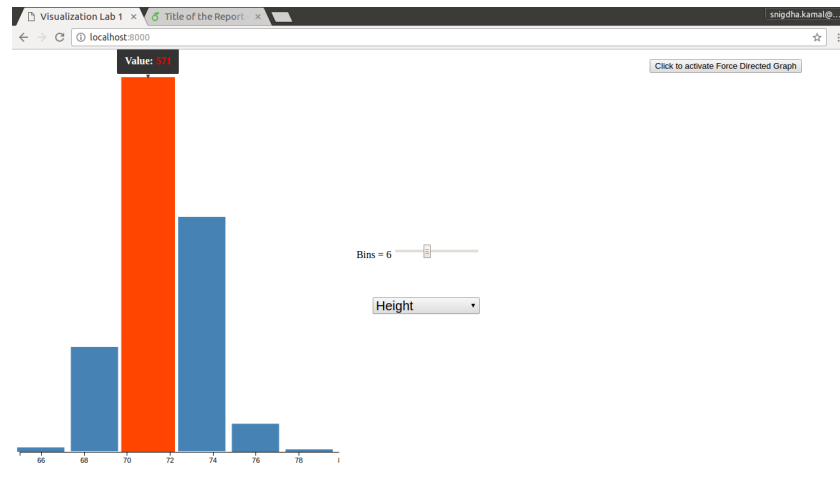 Visualization Lab 1 ×
Title of the Report ×
snigdha.kamal@...
localhost:8000
Value: 571
Click to activate Force Directed Graph
Bins = 6
Height
66 68 70 72 74 76 78